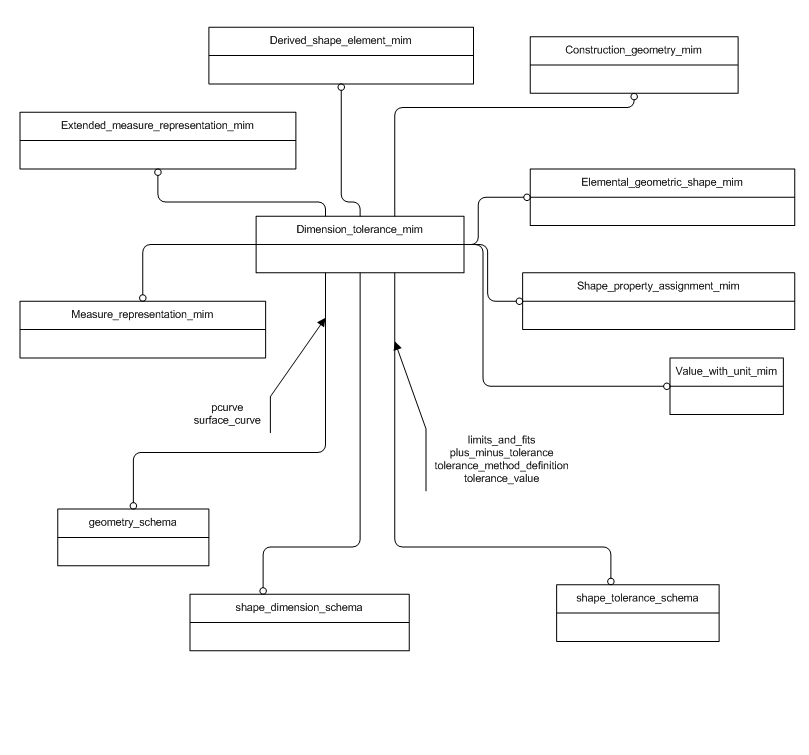 Derived_shape_element_mim
Construction_geometry_mim
Extended_measure_representation_mim
Elemental_geometric_shape_mim
Dimension_tolerance_mim
Shape_property_assignment_mim
Measure_representation_mim
Value_with_unit_mim
pcurve
surface_curve
limits_and_fits
plus_minus_tolerance
tolerance_method_definition
tolerance_value
geometry_schema
shape_dimension_schema
shape_tolerance_schema